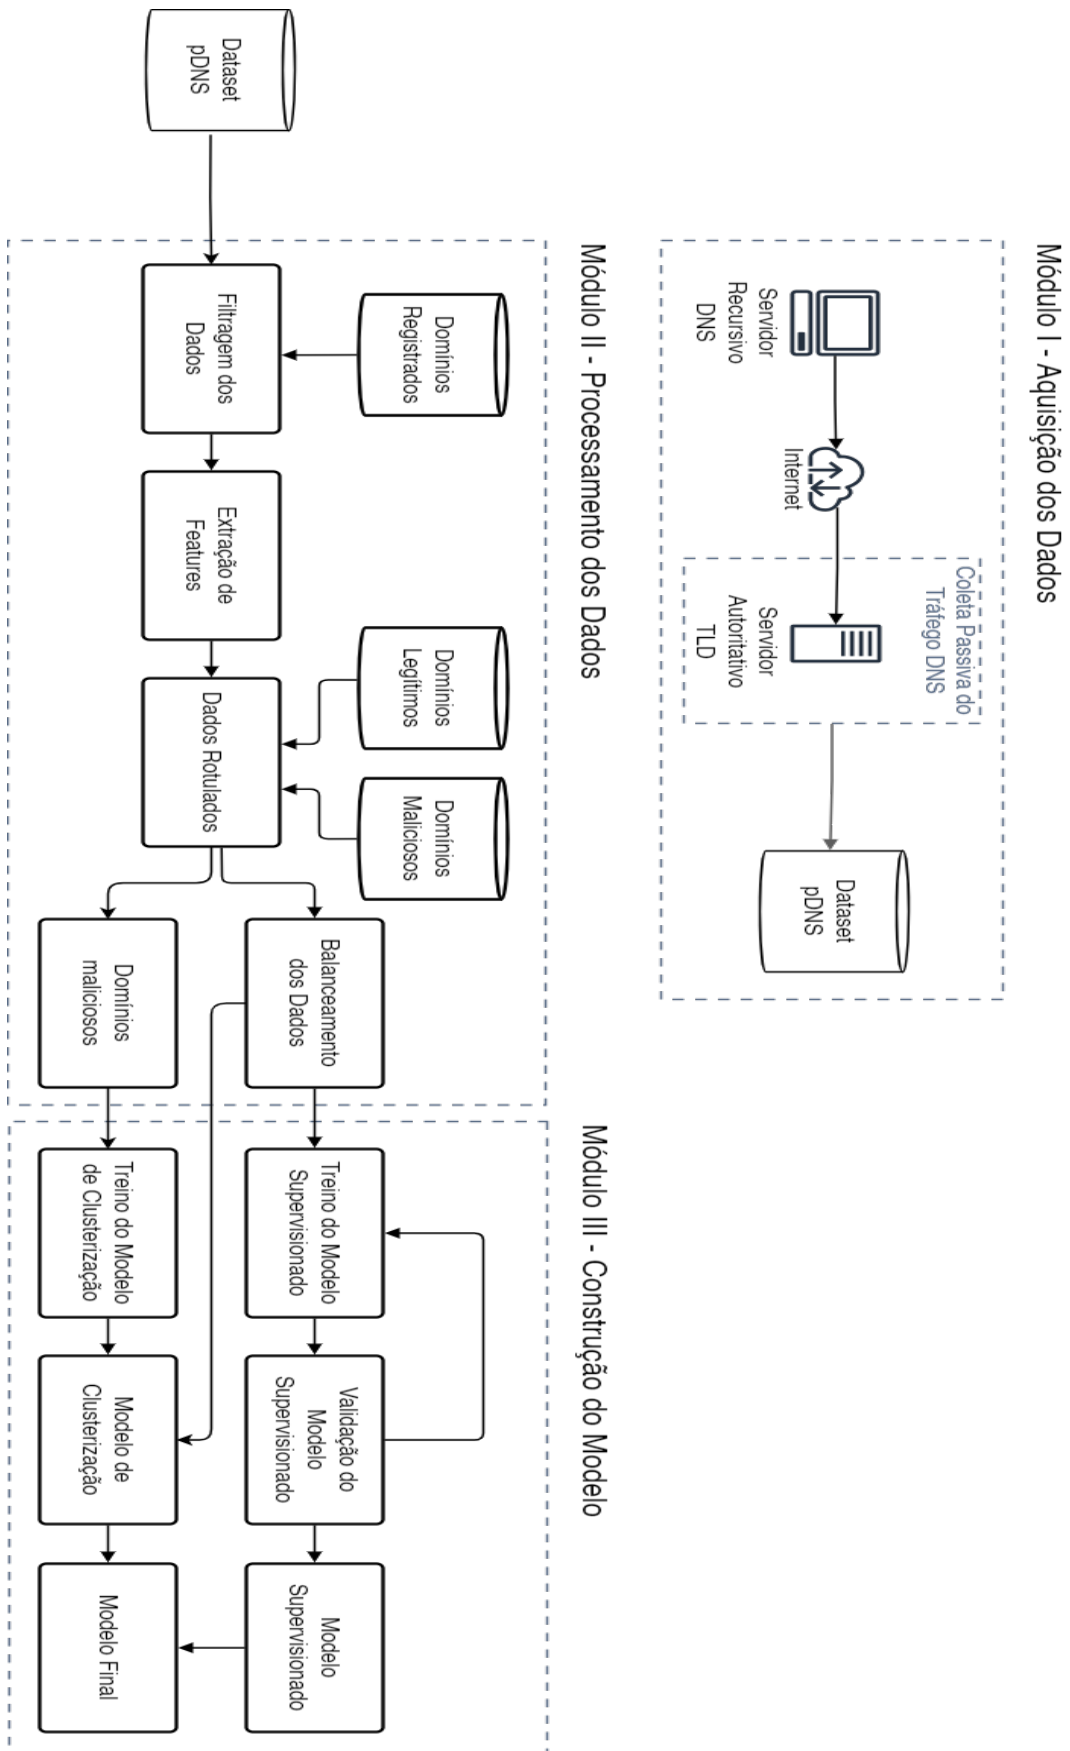 Módulo I - Aquisição dos Dados
Coleta Passiva do
Tráfego DNS
Servidor
Recursivo
DNS
Internet
Servidor
Autoritativo
TLD
Dataset
pDNS
Módulo II - Processamento dos Dados
Dataset
pDNS
Domínios
Registrados
Filtragem dos
Dados
Extração de
Features
Domínios
Legítimos
Domínios
Maliciosos
Dados Rotulados
Balanceamento
dos Dados
Domínios
maliciosos
Módulo III - Construção do Modelo
Treino do Modelo
Supervisionado
Validação do
Modelo
Supervisionado
Modelo
Supervisionado
Treino do Modelo
de Clusterização
Modelo de
Clusterização
Modelo Final